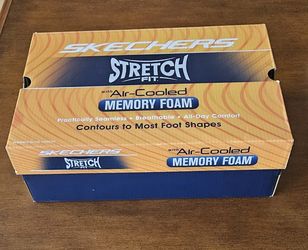 SKECHERS
STRETCH
FIT
with Air-Cooled
MEMORY FOAM
Practically Seamless • Breathable • All-Day Comfort
Contours to Most Foot Shapes
SKECHERS
STRETCH
FIT
with Air-Cooled
MEMORY FOAM